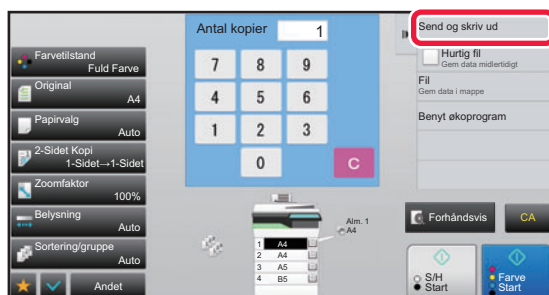 Antal kopier 1
Send og skriv ud
Hurtig fil
Gem data midlertidigt
Fil
Gem data i mappe
Benyt økoprogram
Farvetilstand
Fuld Farve
Original
A4
Papirvalg
Auto
2-Sidet Kopi
1-Sidet→1-Sidet
Zoomfaktor
100%
Belysning
Auto
Sortering/gruppe
Auto
Andet
7 8 9
4 5 6
1 2 3
0 C
Alm. 1
A4
1 A4
2 A4
3 A5
4 B5
Forhåndsvis
CA
S/H
Start
Farve
Start